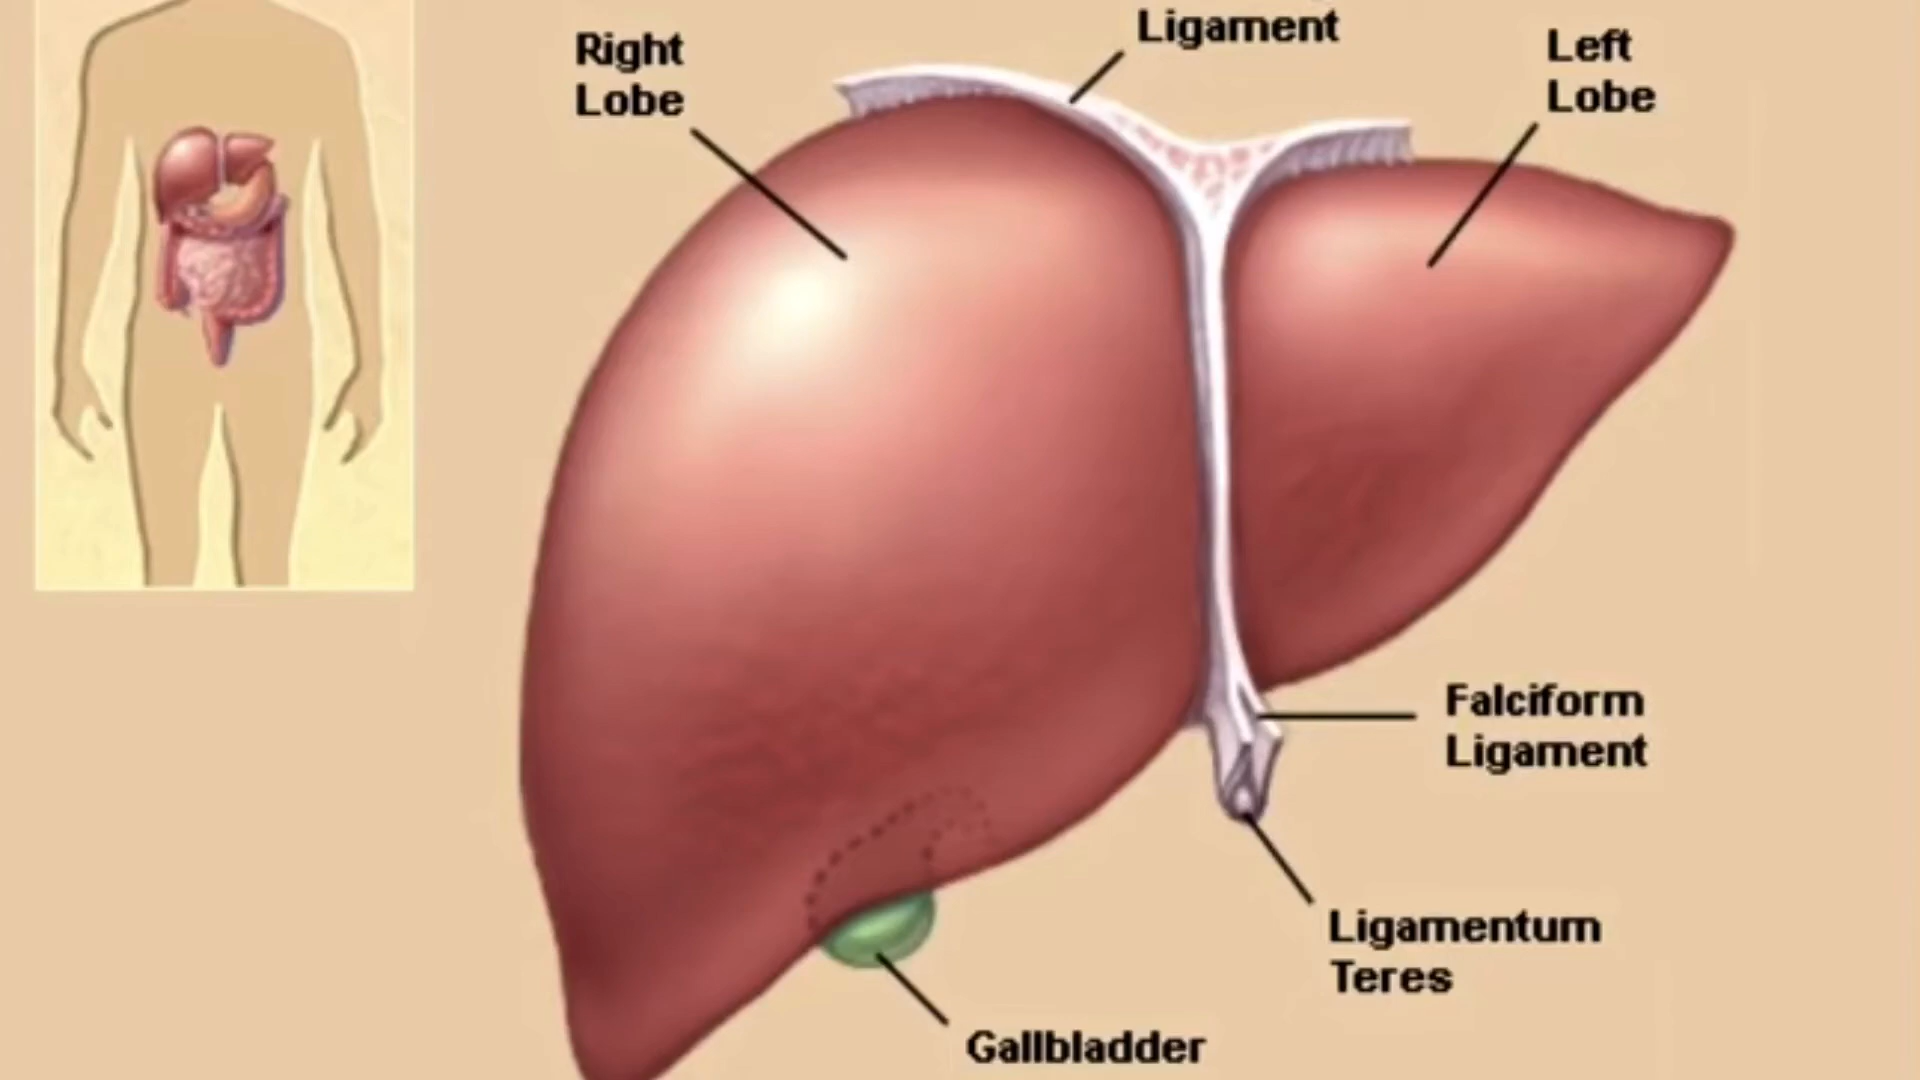 Ligament
Right
Lobe
Left
Lobe
Falciform
Ligament
Ligamentum
Teres
Gallbladder